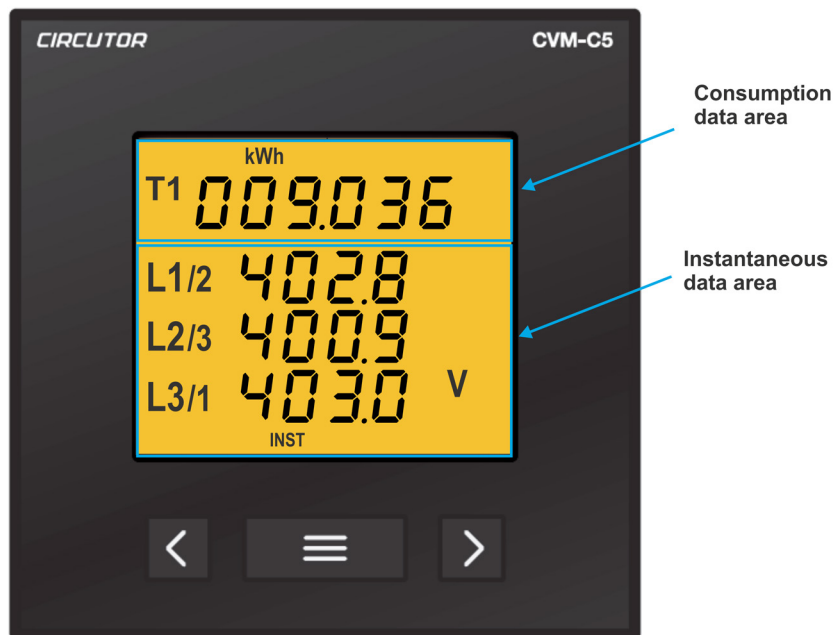 CIRCUTOR
CVM-C5
Consumption
data area
kWh
T1 009.036
Instantaneous
data area
L1/2 402.8
L2/3 400.9
L3/1 403.0 V
INST